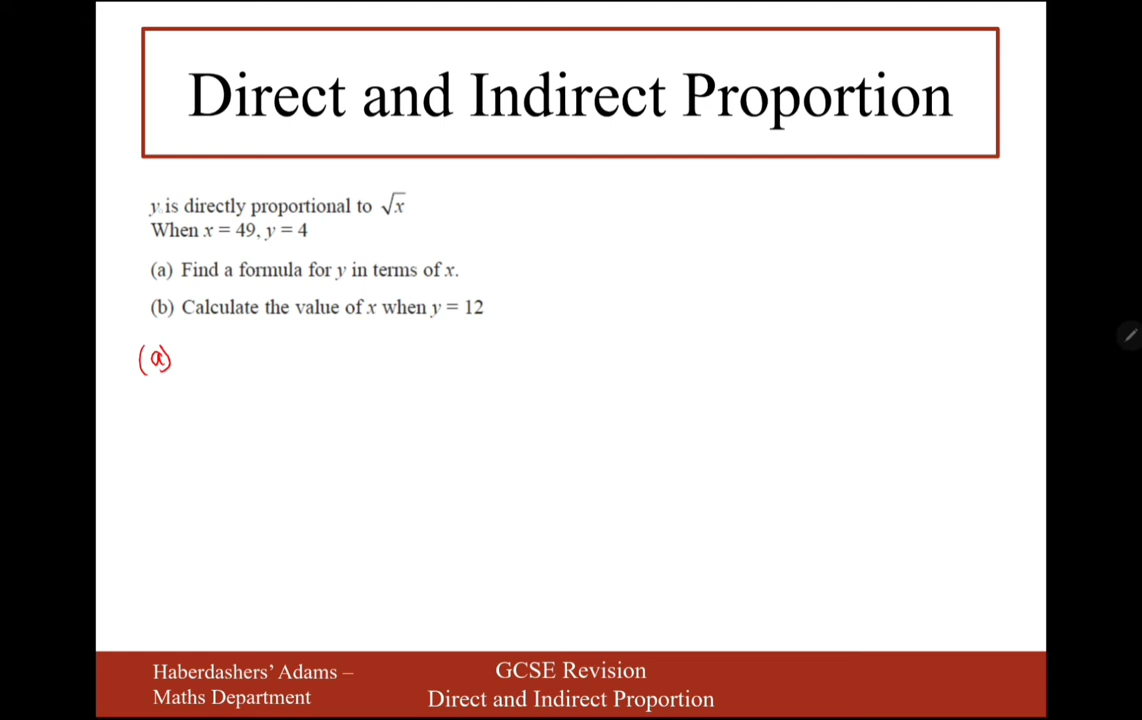 Direct and Indirect Proportion
y is directly proportional to √x
When x = 49, y = 4
(a) Find a formula for y in terms of x.
(b) Calculate the value of x when y = 12
(a)
Haberdashers’ Adams –
Maths Department
GCSE Revision
Direct and Indirect Proportion